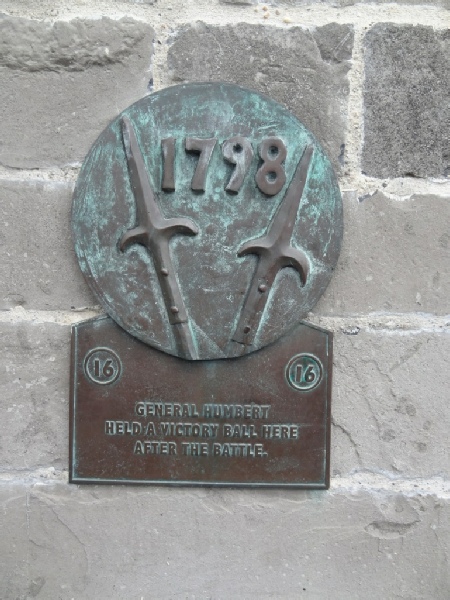 1798
16 16
GENERAL HUMBERT
HELD A VICTORY BALL HERE
AFTER THE BATTLE.